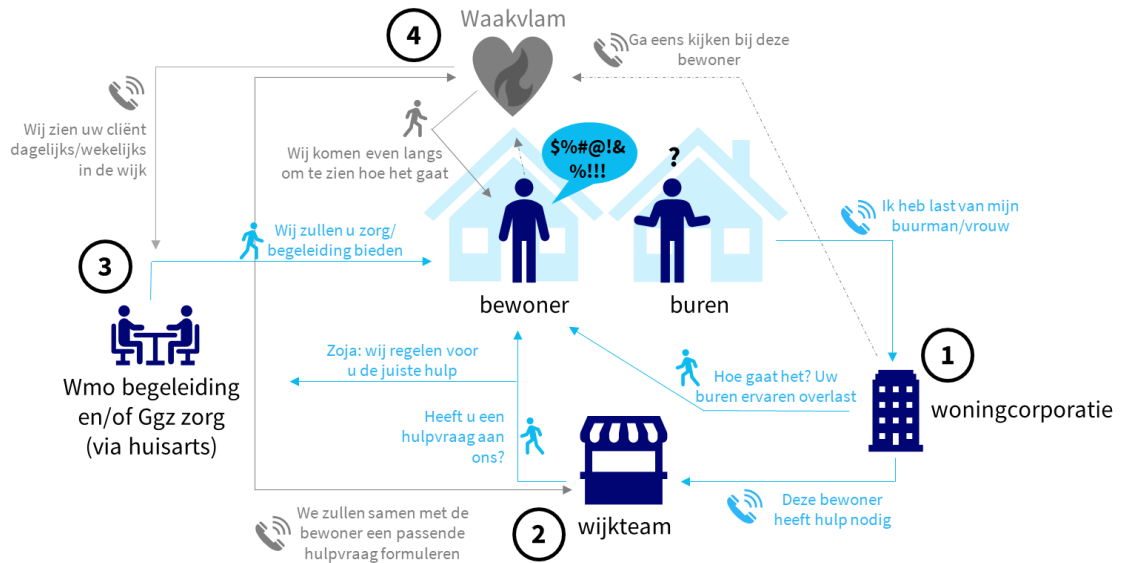 Waakvlam
4
Ga eens kijken bij deze
bewoner
Wij zien uw cliënt
dagelijks/wekelijks
in de wijk
Wij komen even langs
om te zien hoe het gaat
$%#@!&
%!!!
?
Ik heb last van mijn
buurman/vrouw
Wij zullen u zorg/
begeleiding bieden
3
bewoner
buren
1
Zoja: wij regelen voor
u de juiste hulp
Wmo begeleiding
en/of Ggz zorg
(via huisarts)
Hoe gaat het? Uw
buren ervaren overlast
woningcorporatie
Heeft u een
hulpvraag aan
ons?
Deze bewoner
heeft hulp nodig
2
wijkteam
We zullen samen met de
bewoner een passende
hulpvraag formuleren